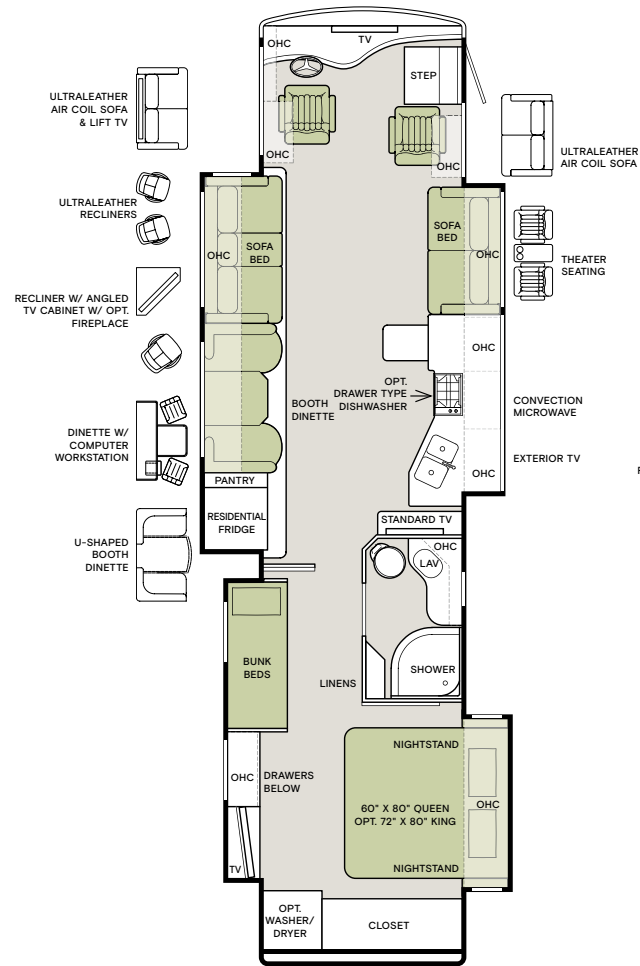 OHC
TV
STEP
OHC
OHC
ULTRALEATHER
AIR COIL SOFA
& LIFT TV
ULTRALEATHER
RECLINERS
RECLINER W/ ANGLED
TV CABINET W/ OPT.
FIREPLACE
DINETTE W/
COMPUTER
WORKSTATION
U-SHAPED
BOOTH
DINETTE
ULTRALEATHER
AIR COIL SOFA
THEATER
SEATING
CONVECTION
MICROWAVE
EXTERIOR TV
OHC
SOFA
BED
SOFA
BED
OHC
OHC
OPT.
DRAWER TYPE
DISHWASHER
BOOTH
DINETTE
OHC
PANTRY
RESIDENTIAL
FRIDGE
STANDARD TV
OHC
LAV
SHOWER
LINENS
BUNK
BEDS
OHC
DRAWERS
BELOW
TV
NIGHTSTAND
60" X 80" QUEEN
OPT. 72" X 80" KING
OHC
NIGHTSTAND
OPT.
WASHER/
DRYER
CLOSET